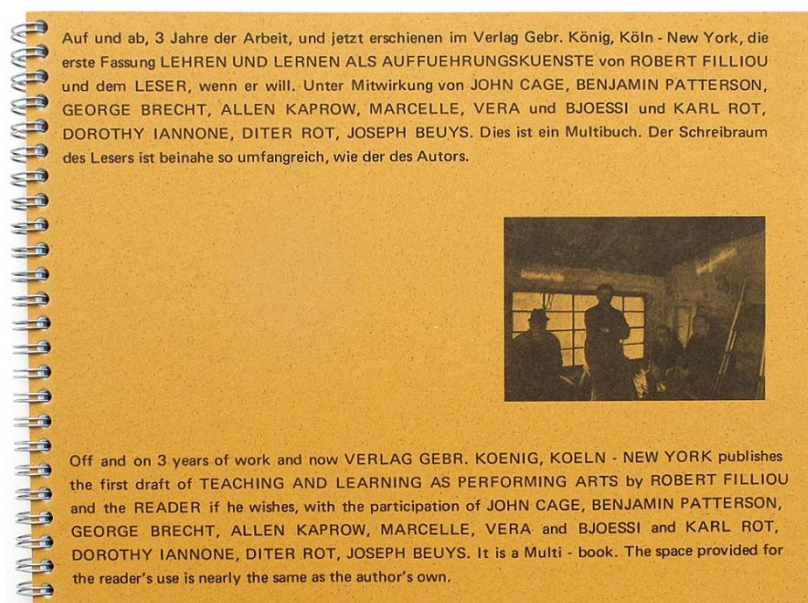 Auf und ab, 3 Jahre der Arbeit, und jetzt erschienen im Verlag Gebr. König, Köln - New York, die
erste Fassung LEHREN UND LERNEN ALS AUFFUEHRUNGSKUENSTE von ROBERT FILLIOU
und dem LESER, wenn er will. Unter Mitwirkung von JOHN CAGE, BENJAMIN PATTERSON,
GEORGE BRECHT, ALLEN KAPROW, MARCELLE, VERA und BJOESSI und KARL ROT,
DOROTHY IANNONE, DITER ROT, JOSEPH BEUYS. Dies ist ein Multibuch. Der Schreibraum
des Lesers ist beinahe so umfangreich, wie der des Autors.
Off and on 3 years of work and now VERLAG GEBR. KOENIG, KOELN - NEW YORK publishes
the first draft of TEACHING AND LEARNING AS PERFORMING ARTS by ROBERT FILLIOU
and the READER if he wishes, with the participation of JOHN CAGE, BENJAMIN PATTERSON,
GEORGE BRECHT, ALLEN KAPROW, MARCELLE, VERA and BJOESSI and KARL ROT,
DOROTHY IANNONE, DITER ROT, JOSEPH BEUYS. It is a Multi - book. The space provided for
the reader's use is nearly the same as the author's own.